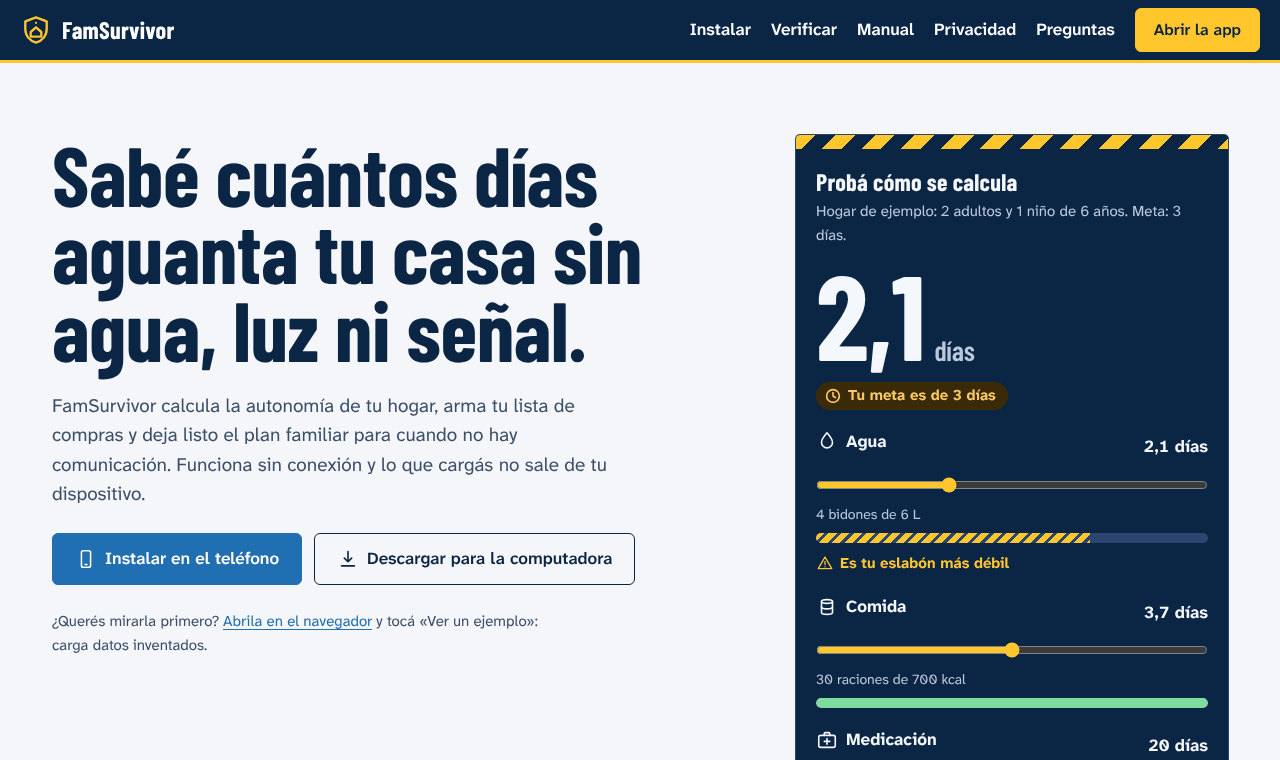 FamSurvivor
Instalar
Verificar
Manual
Privacidad
Preguntas
Abrir la app
Sabé cuántos días
aguanta tu casa sin
agua, luz ni señal.
FamSurvivor calcula la autonomía de tu hogar, arma tu lista de
compras y deja listo el plan familiar para cuando no hay
comunicación. Funciona sin conexión y lo que cargás no sale de tu
dispositivo.
Instalar en el teléfono
Descargar para la computadora
¿Querés mirarla primero? Abrila en el navegador y tocá «Ver un ejemplo»:
carga datos inventados.
Probá cómo se calcula
Hogar de ejemplo: 2 adultos y 1 niño de 6 años. Meta: 3
días.
2,1 días
Tu meta es de 3 días
Agua
2,1 días
4 bidones de 6 L
Es tu eslabón más débil
Comida
3,7 días
30 raciones de 700 kcal
Medicación
20 días